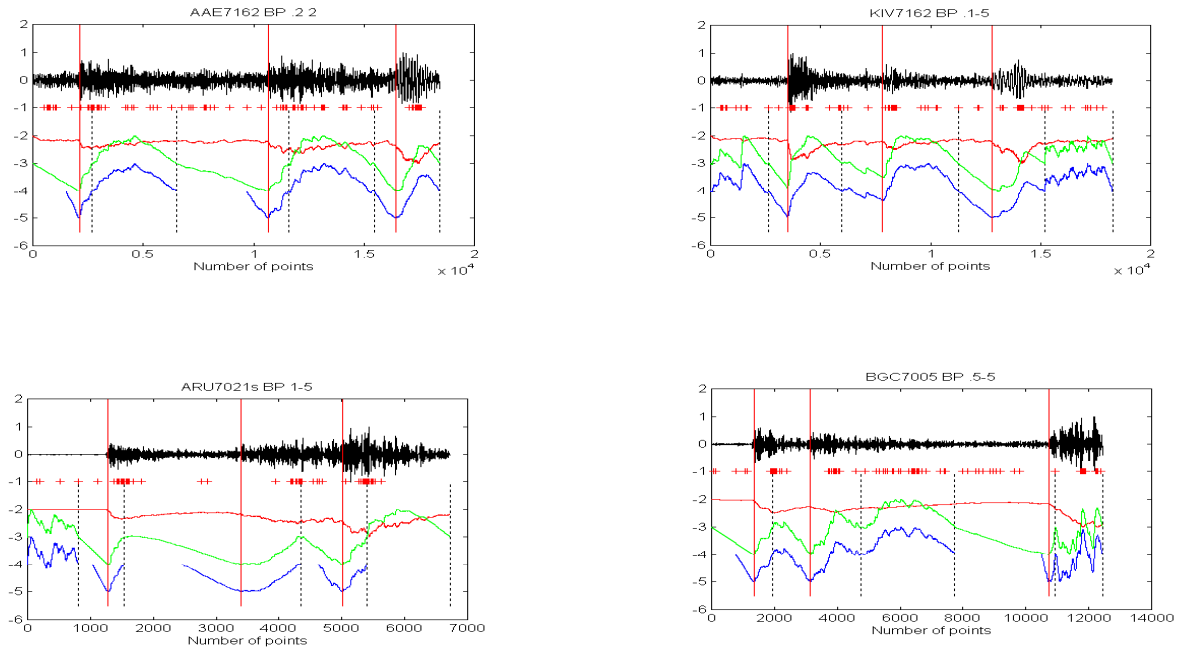 AAE7162 BP .2 2
2
1
0
-1
-2
-3
-4
-5
-6
0 0.5 1 1.5 2
Number of points
x 10^4
KIV7162 BP .1-5
2
1
0
-1
-2
-3
-4
-5
-6
0 0.5 1 1.5 2
Number of points
x 10^4
ARU7021s BP 1-5
2
1
0
-1
-2
-3
-4
-5
-6
0 1000 2000 3000 4000 5000 6000 7000
Number of points
BGC7005 BP .5-5
2
1
0
-1
-2
-3
-4
-5
-6
0 2000 4000 6000 8000 10000 12000 14000
Number of points